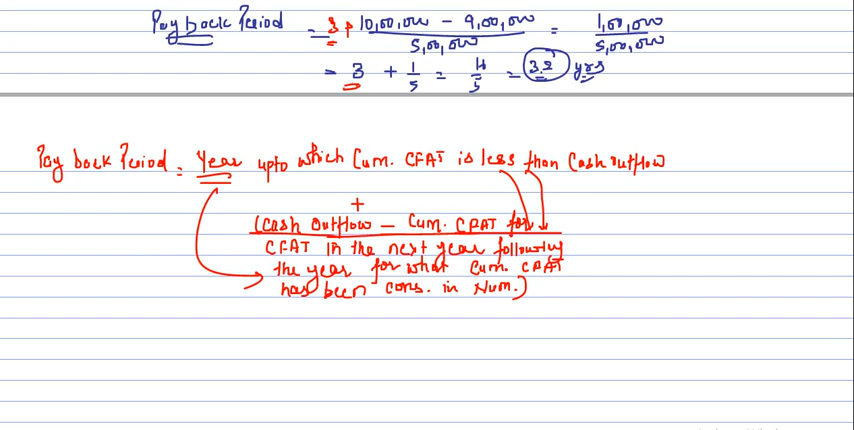 Pay back Period = 3 + 10,00,000 - 9,00,000 / 5,00,000 = 1,00,000 / 5,00,000
= 3 + 1/5 = 16/5 = 3.2 yrs
Pay back Period = Year upto which Cum. CFAT is less than Cash outflow
+
(Cash Outflow - Cum. CFAT for
CFAT in the next year following
the year for what Cum. CFAT
has been cons. in Num.)